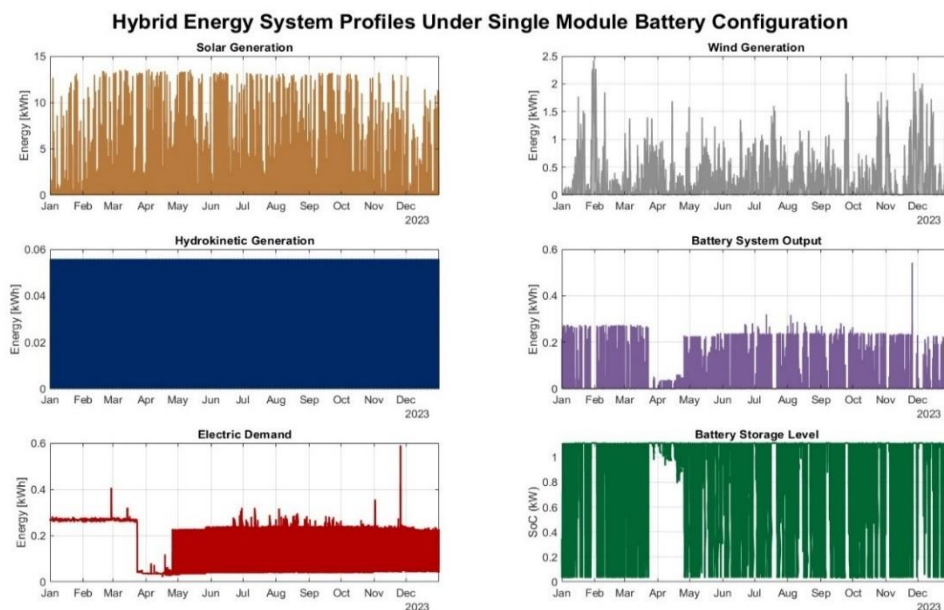 Hybrid Energy System Profiles Under Single Module Battery Configuration
Solar Generation
Energy [kWh]
15
10
5
0
Jan Feb Mar Apr May Jun Jul Aug Sep Oct Nov Dec
2023
Wind Generation
Energy [kWh]
2.5
2
1.5
1
0.5
0
Jan Feb Mar Apr May Jun Jul Aug Sep Oct Nov Dec
2023
Hydrokinetic Generation
Energy [kWh]
0.06
0.04
0.02
0
Jan Feb Mar Apr May Jun Jul Aug Sep Oct Nov Dec
2023
Battery System Output
Energy [kWh]
0.6
0.4
0.2
0
Jan Feb Mar Apr May Jun Jul Aug Sep Oct Nov Dec
2023
Electric Demand
Energy [kWh]
0.6
0.4
0.2
0
Jan Feb Mar Apr May Jun Jul Aug Sep Oct Nov Dec
2023
Battery Storage Level
SoC (kW)
1
0.8
0.6
0.4
0.2
0
Jan Feb Mar Apr May Jun Jul Aug Sep Oct Nov Dec
2023